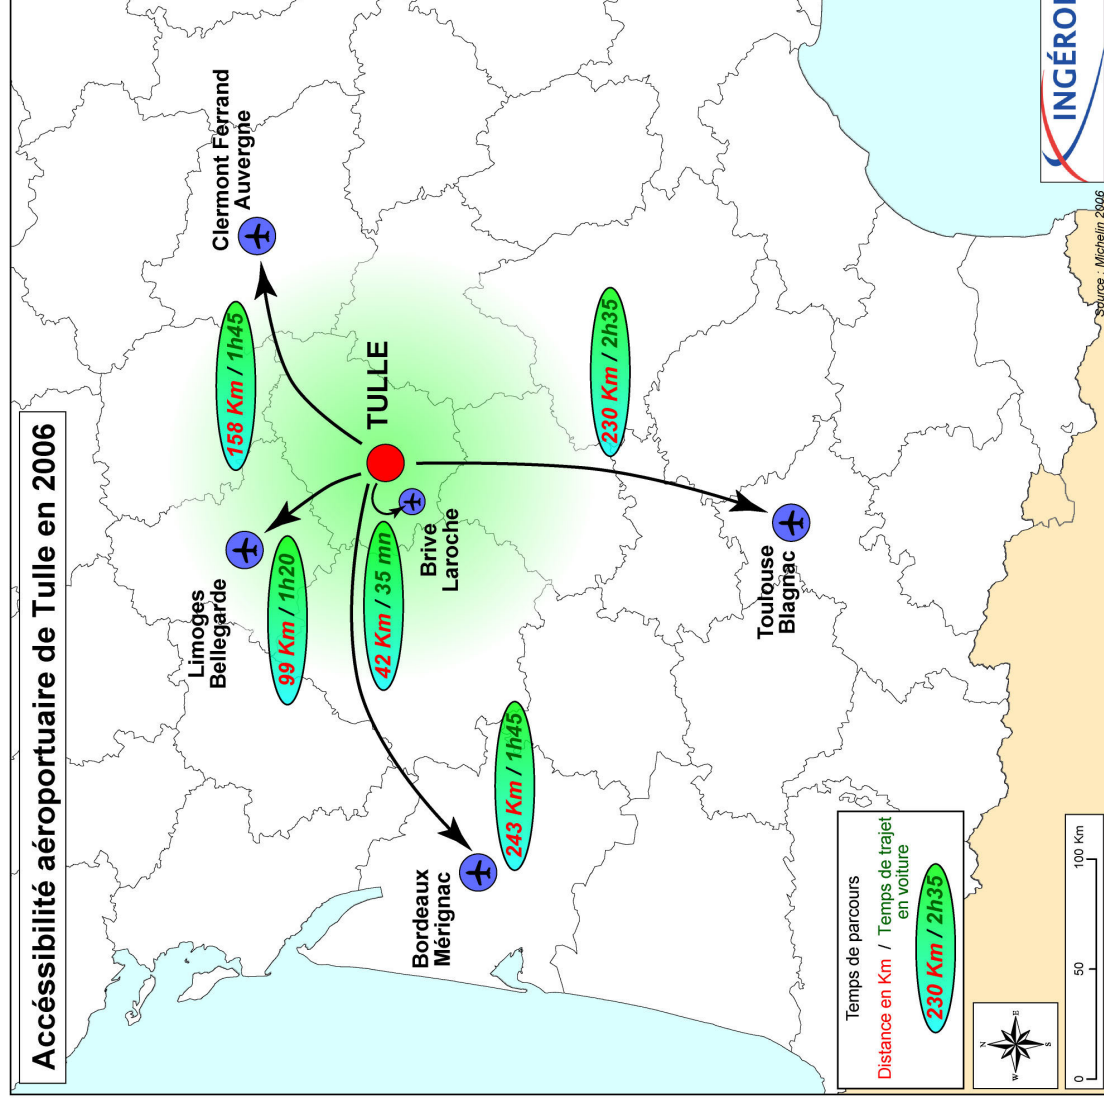 Accéssibilité aéroportuaire de Tulle en 2006
Clermont Ferrand
Auvergne
158 Km / 1h45
Limoges
Bellegarde
99 Km / 1h20
TULLE
42 Km / 35 mn
Brive
Laroche
Bordeaux
Mérignac
243 Km / 1h45
230 Km / 2h35
Toulouse
Blagnac
Temps de parcours
Distance en Km / Temps de trajet
en voiture
230 Km / 2h35
N
W
E
S
0
50
100 Km
Source : Michelin 2006